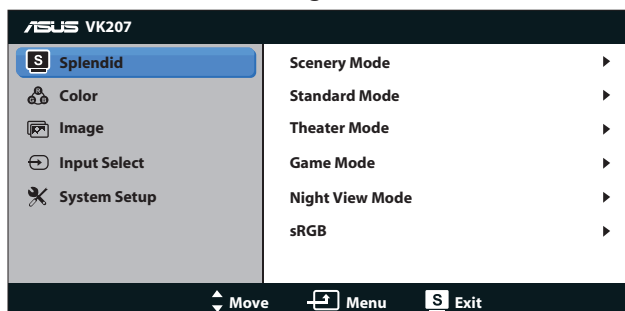 ASUS VK207
S Splendid
Color
Image
Input Select
System Setup
Scenery Mode
Standard Mode
Theater Mode
Game Mode
Night View Mode
sRGB
Move Menu S Exit